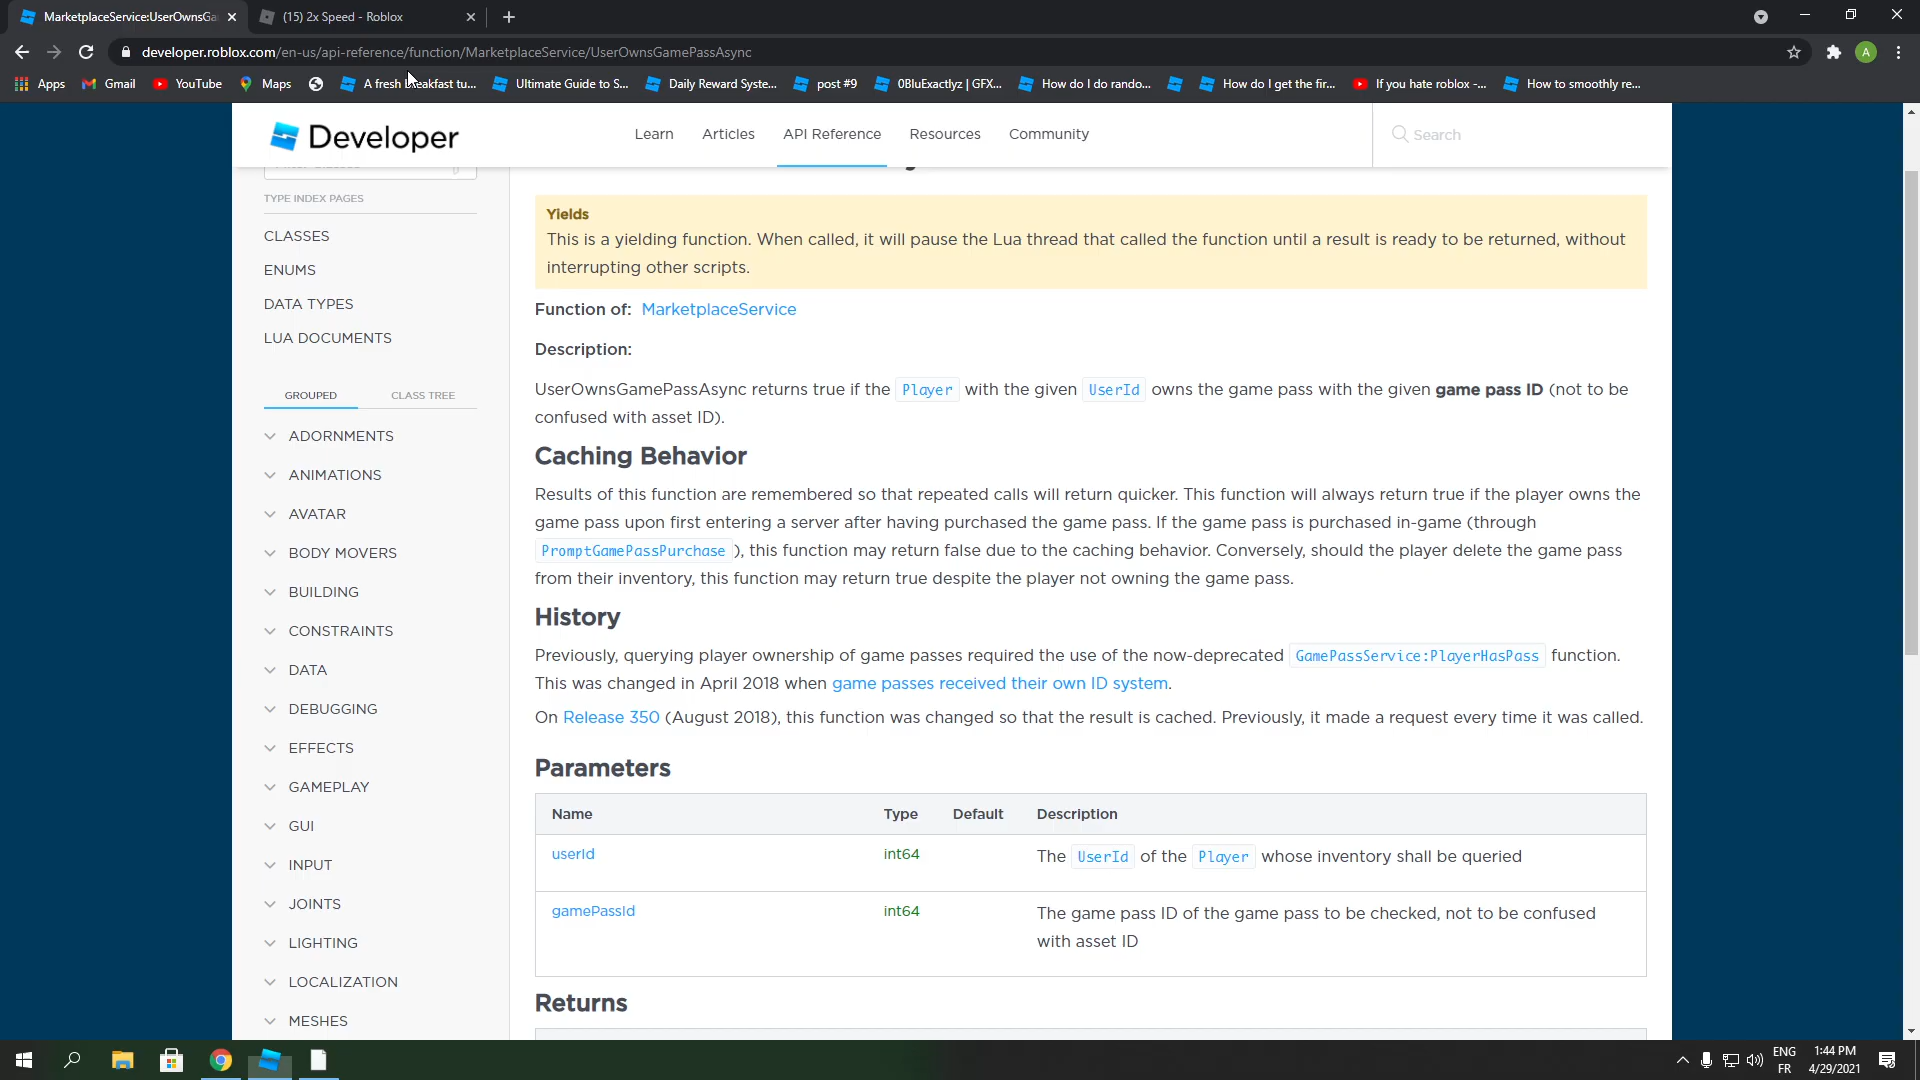 MarketplaceService:UserOwnsGa
(15) 2x Speed - Roblox
developer.roblox.com/en-us/api-reference/function/MarketplaceService/UserOwnsGamePassAsync
A
Apps
Gmail
YouTube
Maps
A fresh breakfast tu...
Ultimate Guide to S...
Daily Reward Syste...
post #9
0BluExactlyz | GFX...
How do I do rando...
How do I get the fir...
If you hate roblox -...
How to smoothly re...
Developer
Learn
Articles
API Reference
Resources
Community
Search
TYPE INDEX PAGES
CLASSES
ENUMS
DATA TYPES
LUA DOCUMENTS
GROUPED
CLASS TREE
ADORNMENTS
ANIMATIONS
AVATAR
BODY MOVERS
BUILDING
CONSTRAINTS
DATA
DEBUGGING
EFFECTS
GAMEPLAY
GUI
INPUT
JOINTS
LIGHTING
LOCALIZATION
MESHES
Yields
This is a yielding function. When called, it will pause the Lua thread that called the function until a result is ready to be returned, without
interrupting other scripts.
Function of: MarketplaceService
Description:
UserOwnsGamePassAsync returns true if the Player with the given UserId owns the game pass with the given game pass ID (not to be
confused with asset ID).
Caching Behavior
Results of this function are remembered so that repeated calls will return quicker. This function will always return true if the player owns the
game pass upon first entering a server after having purchased the game pass. If the game pass is purchased in-game (through
PromptGamePassPurchase ), this function may return false due to the caching behavior. Conversely, should the player delete the game pass
from their inventory, this function may return true despite the player not owning the game pass.
History
Previously, querying player ownership of game passes required the use of the now-deprecated GamePassService:PlayerHasPass function.
This was changed in April 2018 when game passes received their own ID system.
On Release 350 (August 2018), this function was changed so that the result is cached. Previously, it made a request every time it was called.
Parameters
Name Type Default Description
userId int64 The UserId of the Player whose inventory shall be queried
gamePassId int64 The game pass ID of the game pass to be checked, not to be confused
with asset ID
Returns
ENG
FR
1:44 PM
4/29/2021